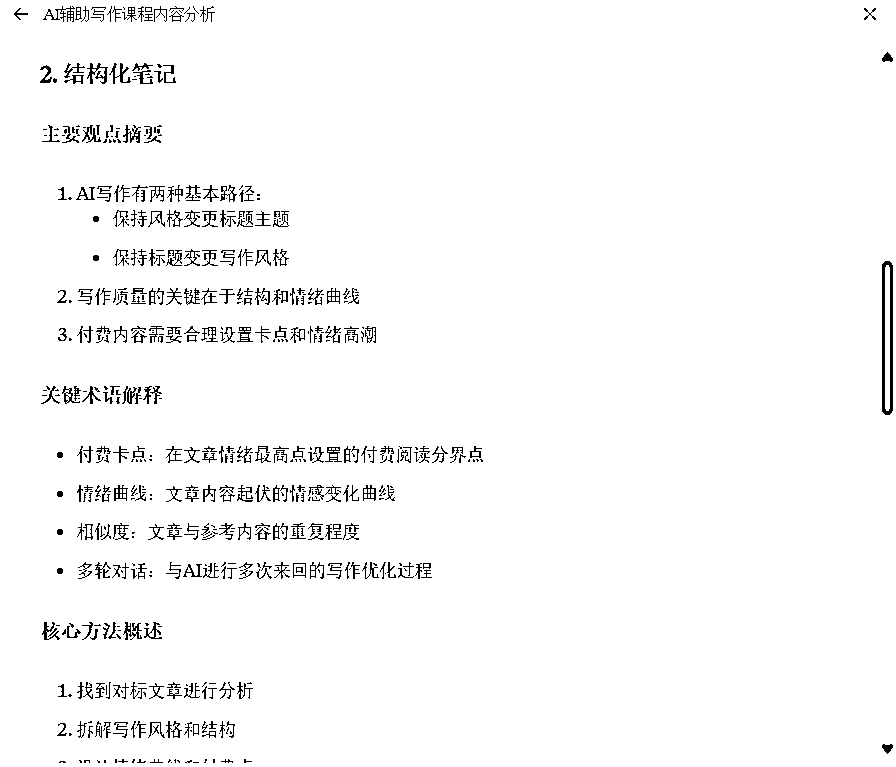 AI辅助写作课程内容分析
2. 结构化笔记
主要观点摘要
1. AI写作有两种基本路径：
保持风格变更标题主题
保持标题变更写作风格
2. 写作质量的关键在于结构和情绪曲线
3. 付费内容需要合理设置卡点和情绪高潮
关键术语解释
付费卡点：在文章情绪最高点设置的付费阅读分界点
情绪曲线：文章内容起伏的情感变化曲线
相似度：文章与参考内容的重复程度
多轮对话：与AI进行多次来回的写作优化过程
核心方法概述
1. 找到对标文章进行分析
2. 拆解写作风格和结构